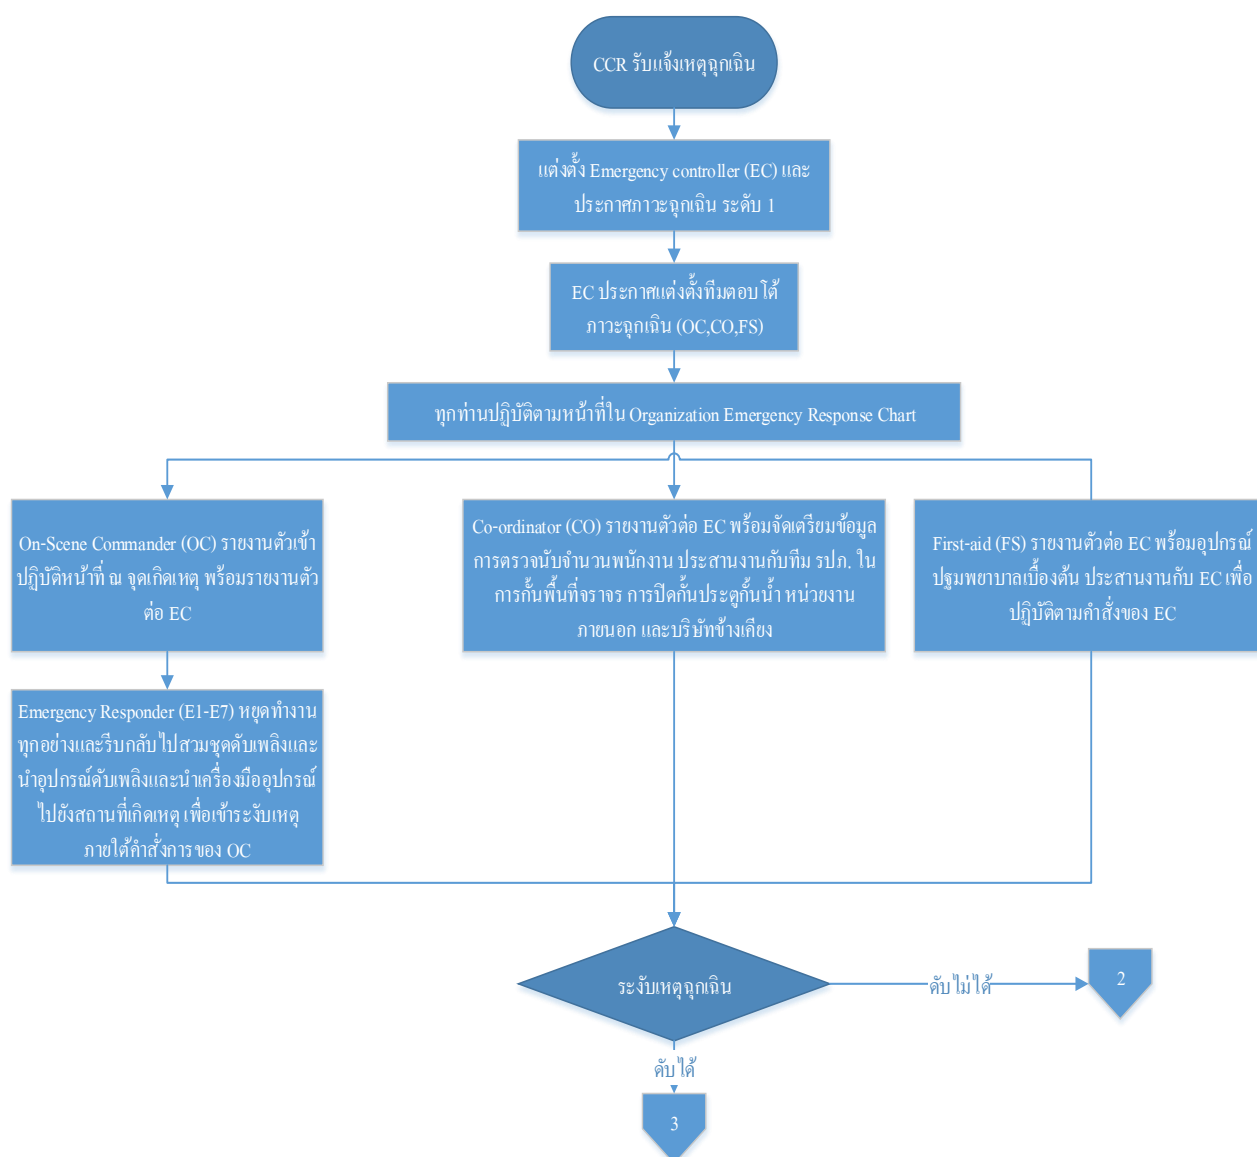 CCR รับแจ้งเหตุฉุกเฉิน
แต่งตั้ง Emergency controller (EC) และ
ประกาศภาวะฉุกเฉิน ระดับ 1
EC ประกาศแต่งตั้งทีมตอบโต้
ภาวะฉุกเฉิน (OC,CO,FS)
ทุกท่านปฏิบัติตามหน้าที่ใน Organization Emergency Response Chart
On-Scene Commander (OC) รายงานตัวเข้า
ปฏิบัติหน้าที่ ณ จุดเกิดเหตุ พร้อมรายงานตัว
ต่อ EC
Co-ordinator (CO) รายงานตัวต่อ EC พร้อมจัดเตรียมข้อมูล
การตรวจนับจำนวนพนักงาน ประสานงานกับทีม รปภ. ใน
การกั้นพื้นที่จราจร การปิดกั้นประตูกั้นน้ำ หน่วยงาน
ภายนอก และบริษัทข้างเคียง
First-aid (FS) รายงานตัวต่อ EC พร้อมอุปกรณ์
ปฐมพยาบาลเบื้องต้น ประสานงานกับ EC เพื่อ
ปฏิบัติตามคำสั่งของ EC
Emergency Responder (E1-E7) หยุดทำงาน
ทุกอย่างและรีบกลับไปสวมชุดดับเพลิงและ
นำอุปกรณ์ดับเพลิงและนำเครื่องมืออุปกรณ์
ไปยังสถานที่เกิดเหตุ เพื่อเข้าระงับเหตุ
ภายใต้คำสั่งการของ OC
ระงับเหตุฉุกเฉิน
ดับไม่ได้
2
ดับได้
3